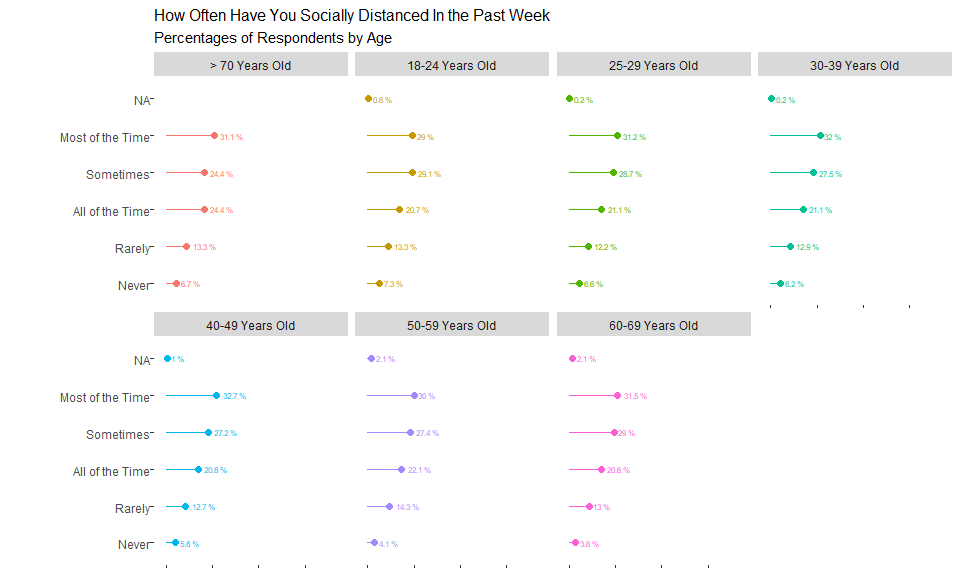 How Often Have You Socially Distanced In the Past Week
Percentages of Respondents by Age
> 70 Years Old
18-24 Years Old
25-29 Years Old
30-39 Years Old
NA
0.6 %
0.2 %
0.2 %
Most of the Time
31.1 %
29 %
31.2 %
32 %
Sometimes
24.4 %
29.1 %
28.7 %
27.5 %
All of the Time
24.4 %
20.7 %
21.1 %
21.1 %
Rarely
13.3 %
13.3 %
12.2 %
12.9 %
Never
6.7 %
7.3 %
6.6 %
6.2 %
40-49 Years Old
50-59 Years Old
60-69 Years Old
NA
1 %
2.1 %
2.1 %
Most of the Time
32.7 %
30 %
31.5 %
Sometimes
27.2 %
27.4 %
29 %
All of the Time
20.8 %
22.1 %
20.6 %
Rarely
12.7 %
14.3 %
13 %
Never
5.6 %
4.1 %
3.8 %